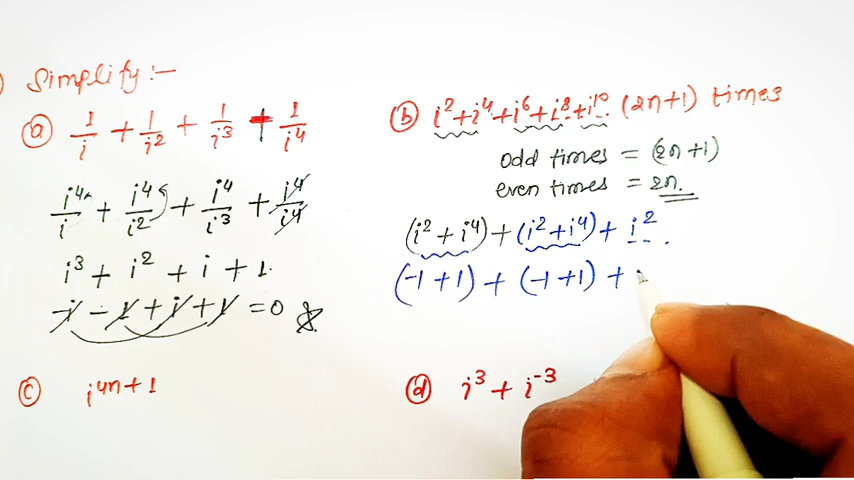 ) Simplify:-
(a) 1/i + 1/i² + 1/i³ + 1/i⁴
i⁴/i + i⁴/i² + i⁴/i³ + i⁴/i⁴
i³ + i² + i + 1.
-i - 1 + i + 1 = 0
(b) i² + i⁴ + i⁶ + i⁸ + i¹⁰ (2n+1) times
odd times = (2n+1)
even times = 2n.
(i² + i⁴) + (i² + i⁴) + i²
(-1 + 1) + (-1 + 1) +
(c) i⁴ⁿ + 1
(d) i³ + i⁻³